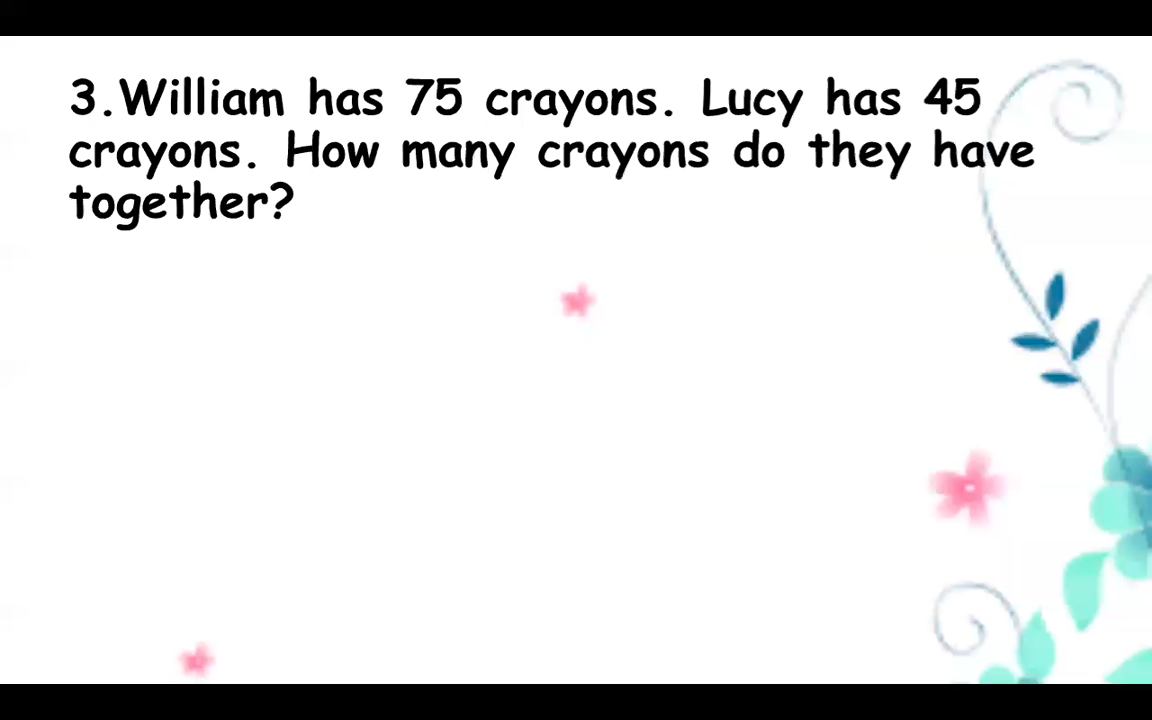 3.William has 75 crayons. Lucy has 45
crayons. How many crayons do they have
together?